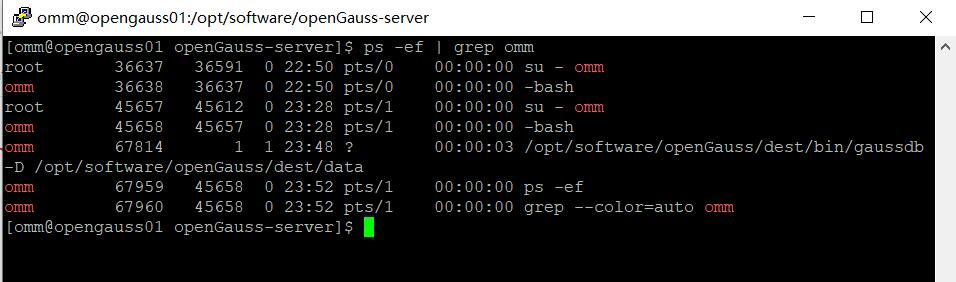 omm@opengauss01:/opt/software/openGauss-server
[omm@opengauss01 openGauss-server]$ ps -ef | grep omm
root      36637  36591  0 22:50 pts/0    00:00:00 su - omm
omm       36638  36637  0 22:50 pts/0    00:00:00 -bash
root      45657  45612  0 23:28 pts/1    00:00:00 su - omm
omm       45658  45657  0 23:28 pts/1    00:00:00 -bash
omm       67814      1  1 23:48 ?        00:00:03 /opt/software/openGauss/dest/bin/gaussdb
-D /opt/software/openGauss/dest/data
omm       67959  45658  0 23:52 pts/1    00:00:00 ps -ef
omm       67960  45658  0 23:52 pts/1    00:00:00 grep --color=auto omm
[omm@opengauss01 openGauss-server]$